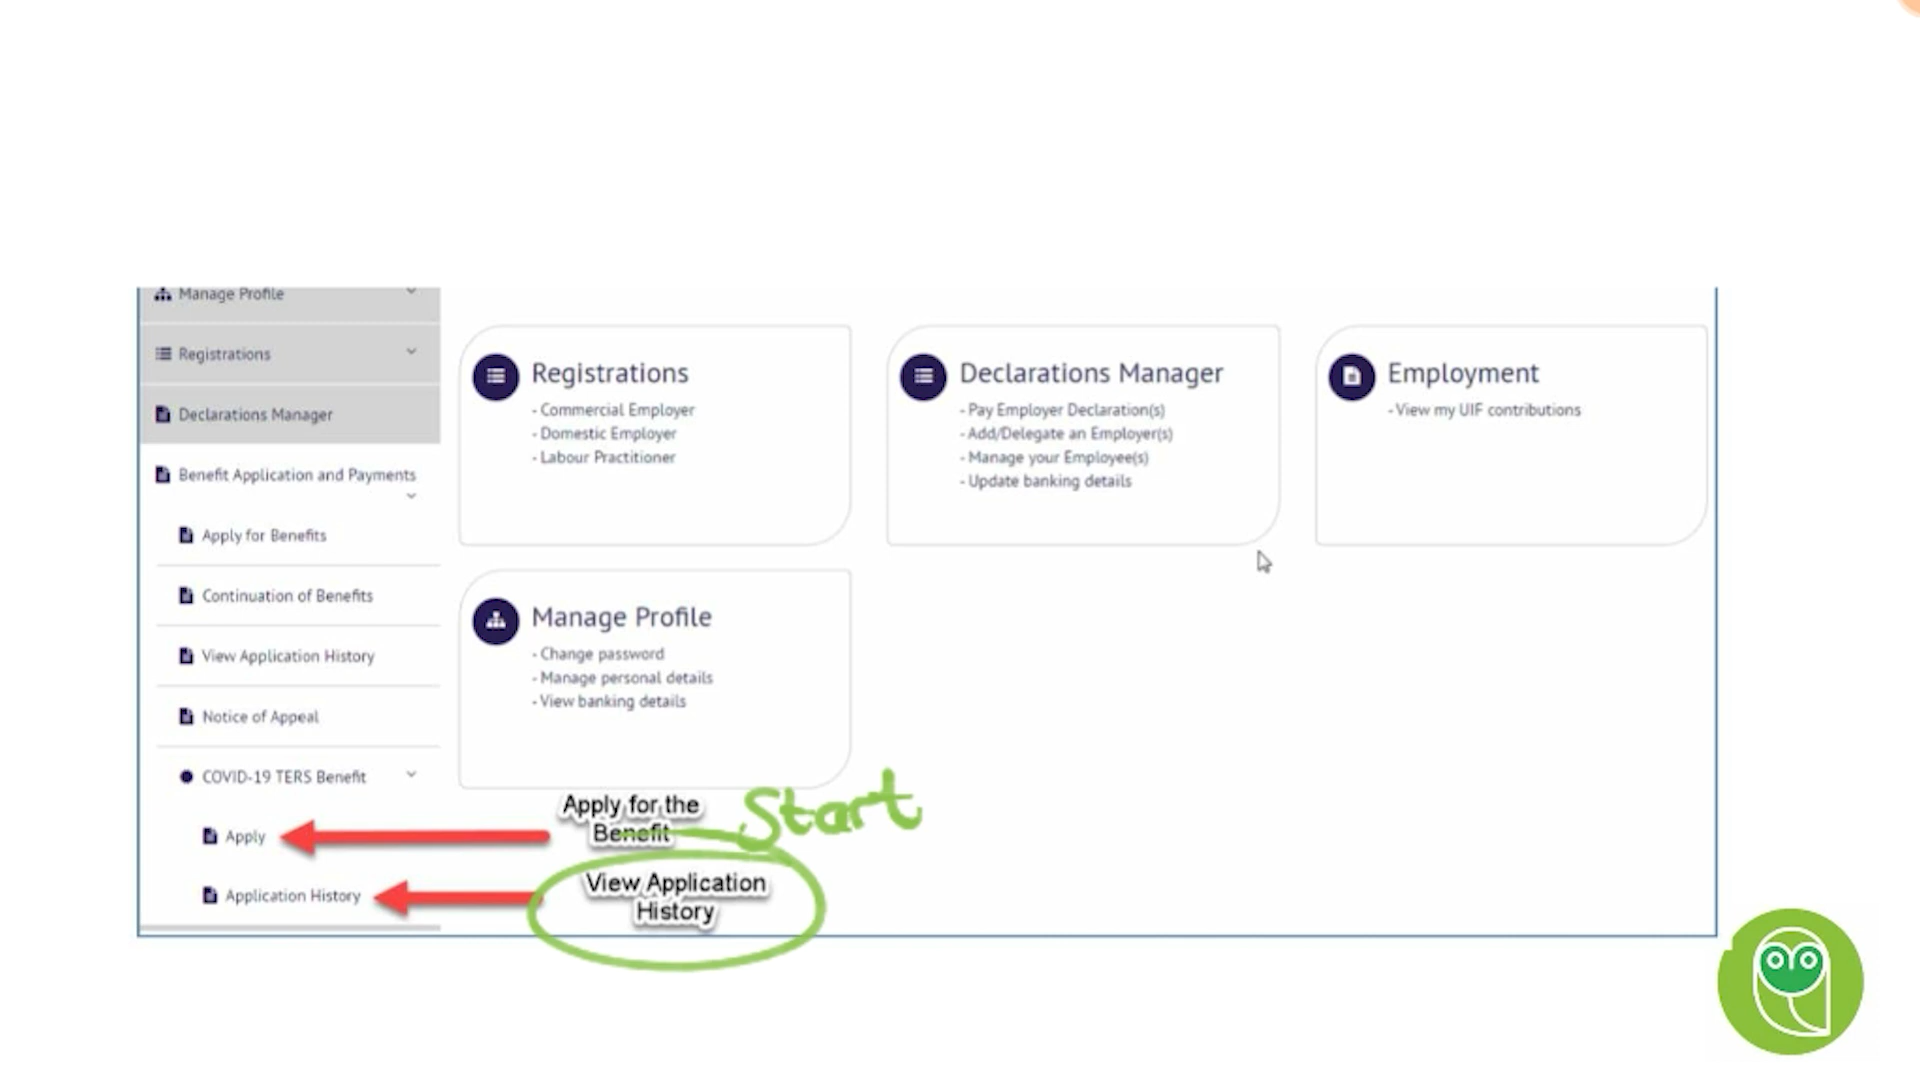 Manage Profile
Registrations
Declarations Manager
Benefit Application and Payments
Apply for Benefits
Continuation of Benefits
View Application History
Notice of Appeal
COVID-19 TERS Benefit
Apply
Application History
Registrations
- Commercial Employer
- Domestic Employer
- Labour Practitioner
Declarations Manager
- Pay Employer Declaration(s)
- Add/Delegate an Employer(s)
- Manage your Employee(s)
- Update banking details
Employment
- View my UIF contributions
Manage Profile
- Change password
- Manage personal details
- View banking details
Apply for the
Benefit
Start
View Application
History